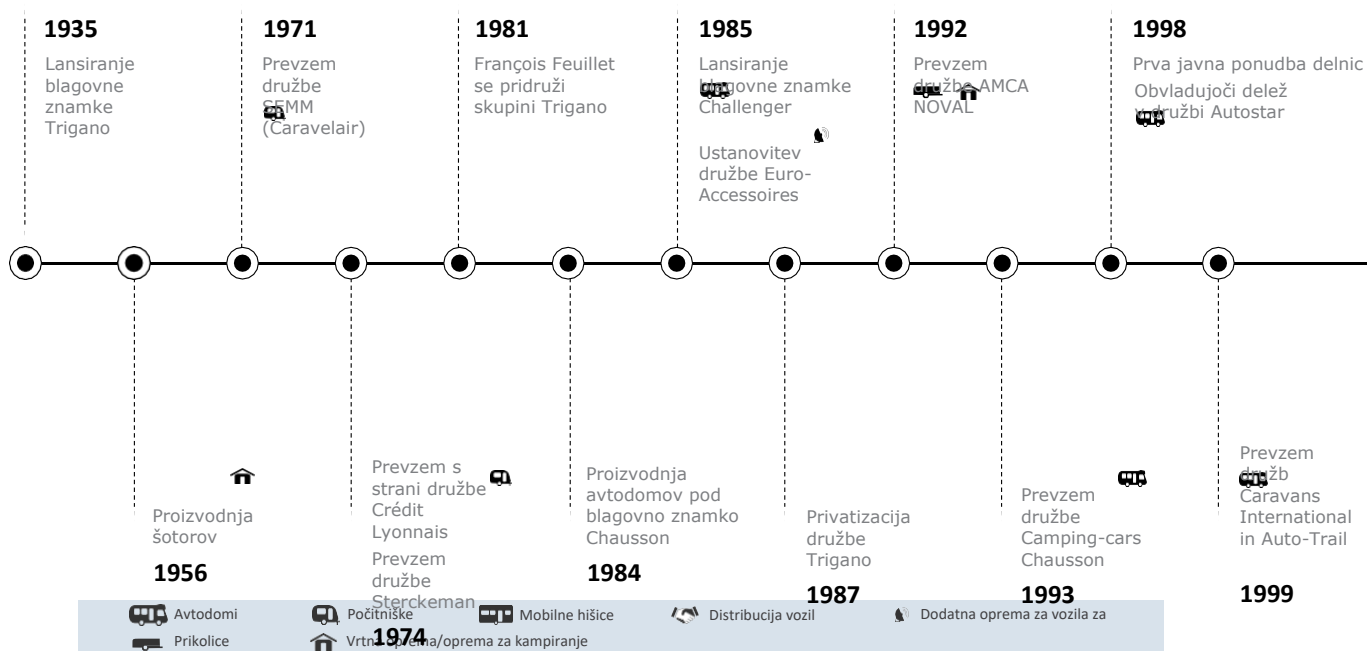 1935
Lansiranje
blagovne
znamke
Trigano
1971
Prevzem
družbe
SEMM
(Caravelair)
1981
François Feuillet
se pridruži
skupini Trigano
1985
Lansiranje
blagovne znamke
Challenger
Ustanovitev
družbe Euro-
Accessoires
1992
Prevzem
družbe AMCA
NOVAL
1998
Prva javna ponudba delnic
Obvladujoči delež
v družbi Autostar
Proizvodnja
šotorov
1956
Prevzem s
strani družbe
Crédit
Lyonnais
Prevzem
družbe
Sterckeman
1974
Proizvodnja
avtodomov pod
blagovno znamko
Chausson
1984
Privatizacija
družbe
Trigano
1987
Prevzem
družbe
Camping-cars
Chausson
1993
Prevzem
družb
Caravans
International
in Auto-Trail
1999
Avtodomi
Počitniške
Mobilne hišice
Distribucija vozil
Dodatna oprema za vozila za
Prikolice
Vrtna oprema/oprema za kampiranje